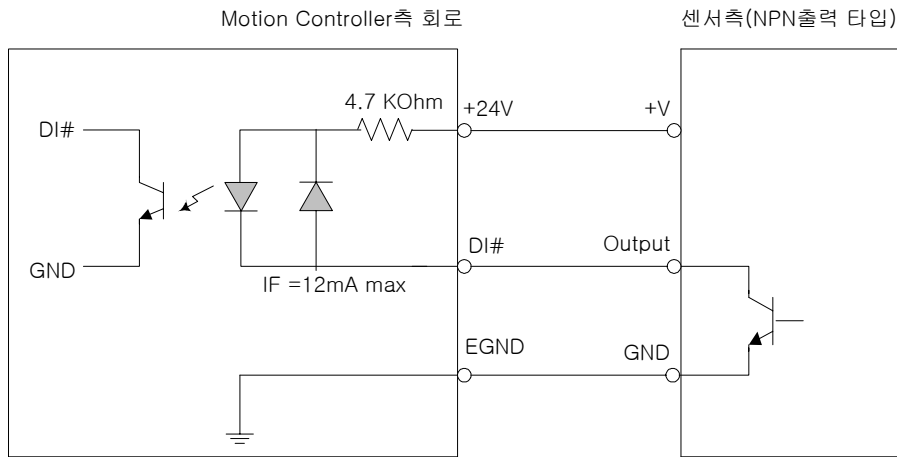 Motion Controller측 회로
센서측(NPN출력 타입)
4.7 KOhm
+24V
+V
DI#
DI#
Output
GND
IF =12mA max
EGND
GND